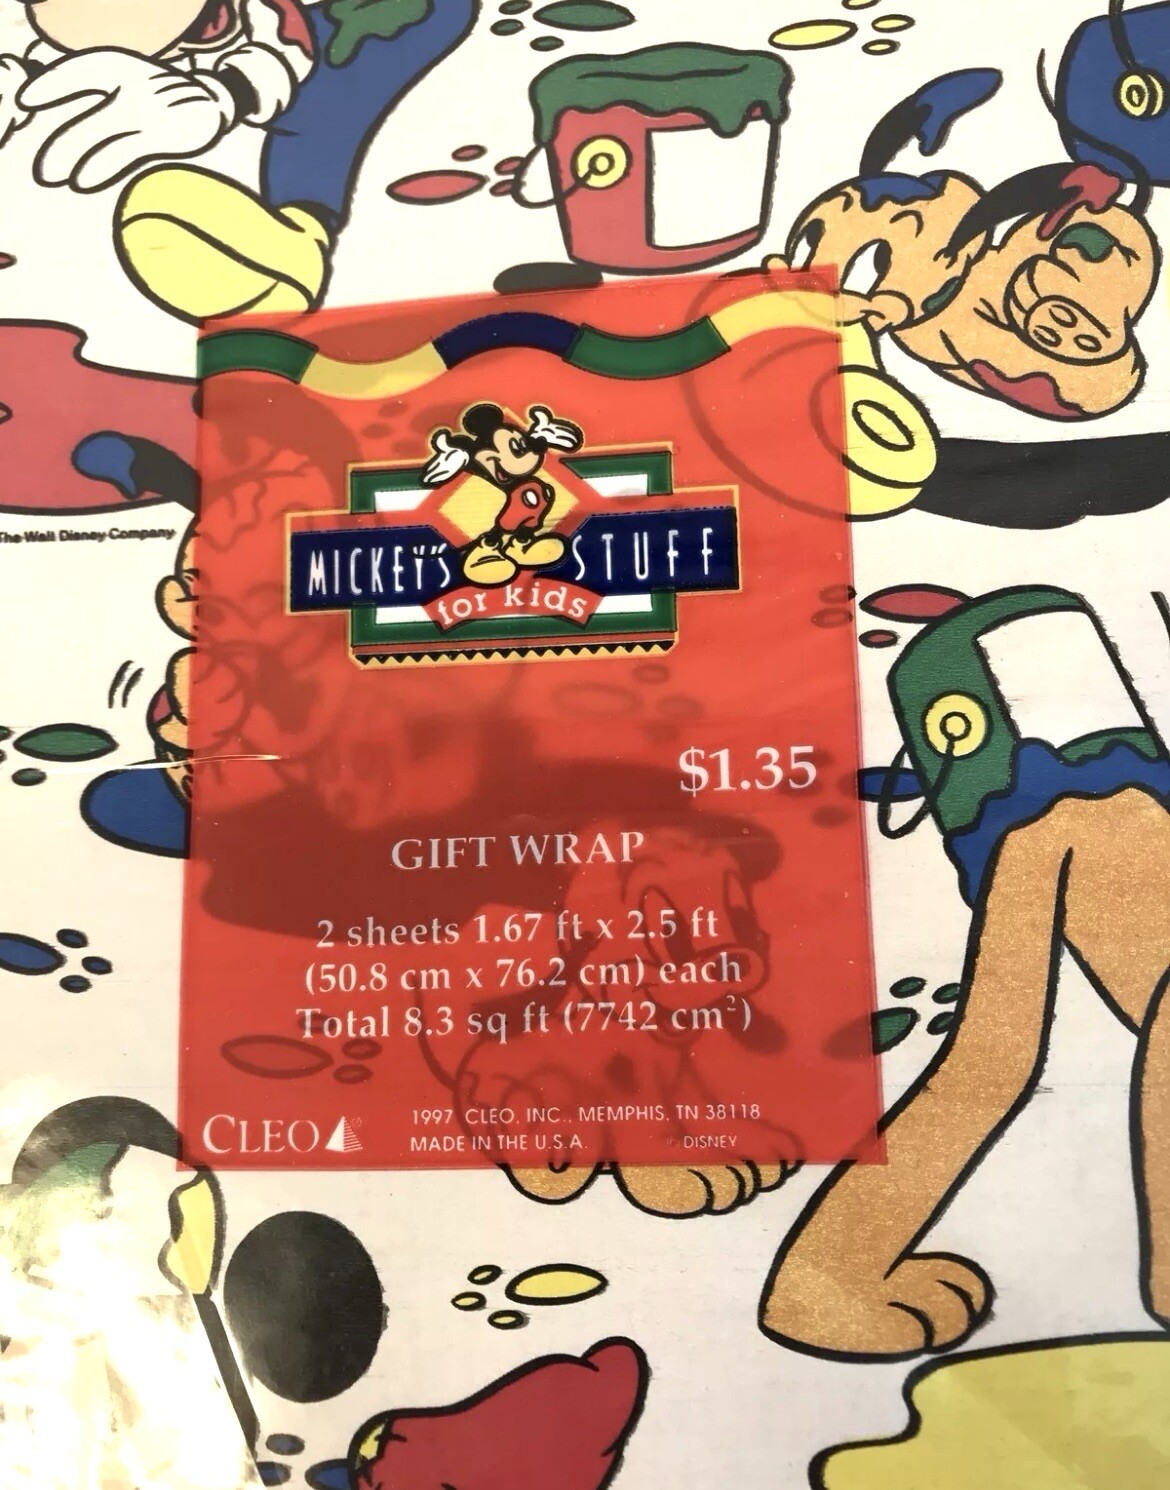 The Walt Disney Company
MICKEY'S STUFF
for kids
$1.35
GIFT WRAP
2 sheets 1.67 ft x 2.5 ft
(50.8 cm x 76.2 cm) each
Total 8.3 sq ft (7742 cm²)
CLEO
1997 CLEO, INC., MEMPHIS, TN 38118
MADE IN THE U.S.A. © DISNEY